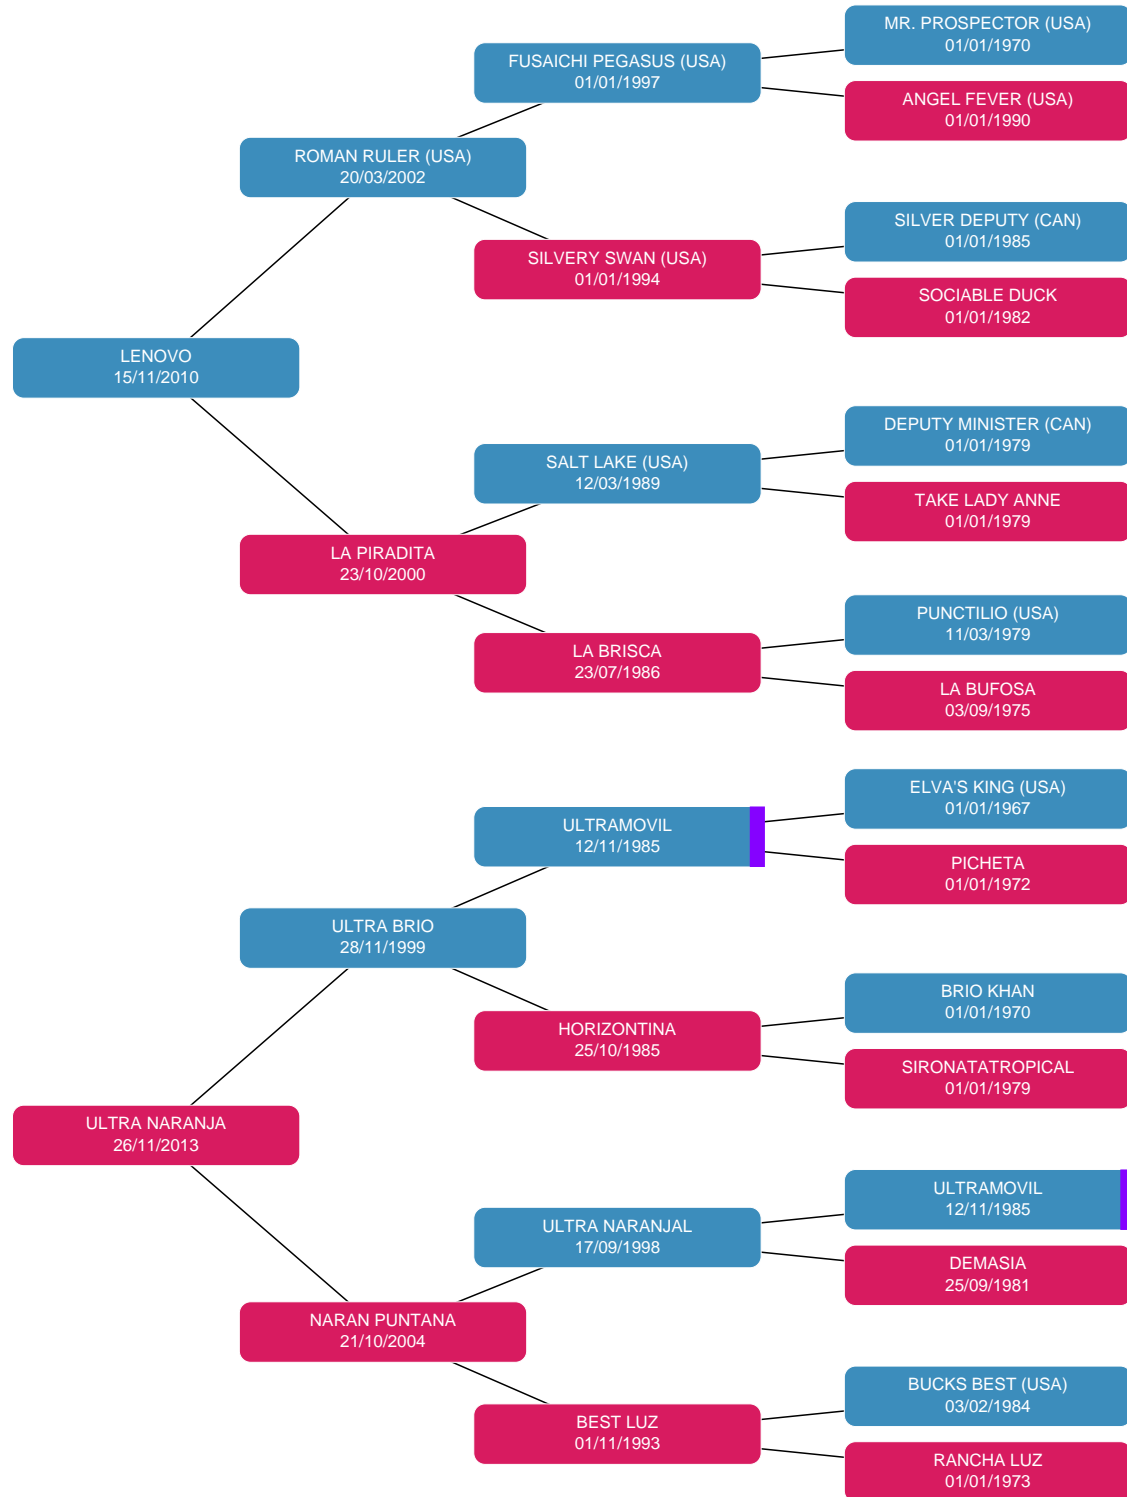 MR. PROSPECTOR (USA)
01/01/1970
FUSAICHI PEGASUS (USA)
01/01/1997
ANGEL FEVER (USA)
01/01/1990
ROMAN RULER (USA)
20/03/2002
SILVER DEPUTY (CAN)
01/01/1985
SILVERY SWAN (USA)
01/01/1994
SOCIABLE DUCK
01/01/1982
LENOVO
15/11/2010
DEPUTY MINISTER (CAN)
01/01/1979
SALT LAKE (USA)
12/03/1989
TAKE LADY ANNE
01/01/1979
LA PIRADITA
23/10/2000
PUNCTILIO (USA)
11/03/1979
LA BRISCA
23/07/1986
LA BUFOSA
03/09/1975
ELVA'S KING (USA)
01/01/1967
ULTRAMOVIL
12/11/1985
PICHETA
01/01/1972
ULTRA BRIO
28/11/1999
BRIO KHAN
01/01/1970
HORIZONTINA
25/10/1985
SIRONATATROPICAL
01/01/1979
ULTRA NARANJA
26/11/2013
ULTRAMOVIL
12/11/1985
ULTRA NARANJAL
17/09/1998
DEMASIA
25/09/1981
NARAN PUNTANA
21/10/2004
BUCKS BEST (USA)
03/02/1984
BEST LUZ
01/11/1993
RANCHA LUZ
01/01/1973